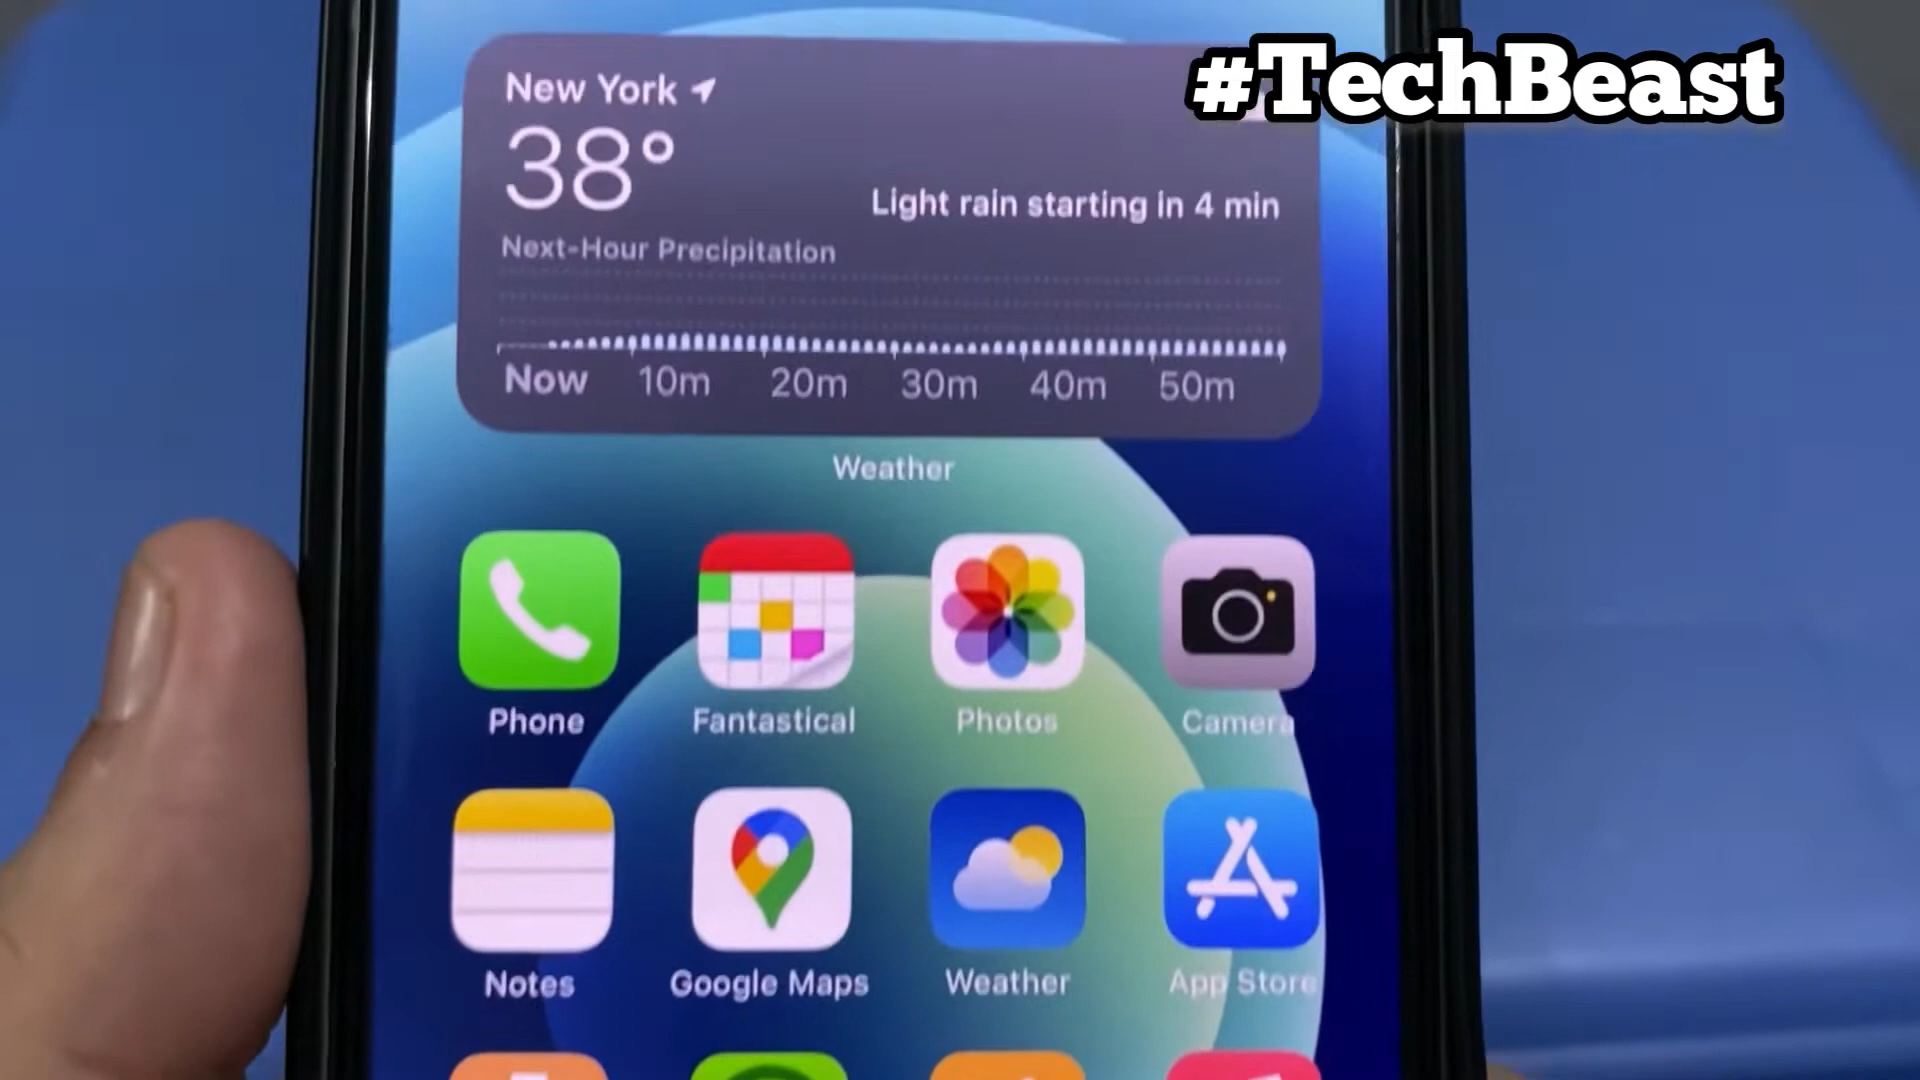 #TechBeast
New York
38°
Light rain starting in 4 min
Next-Hour Precipitation
Now 10m 20m 30m 40m 50m
Weather
Phone Fantastical Photos Camera
Notes Google Maps Weather App Store